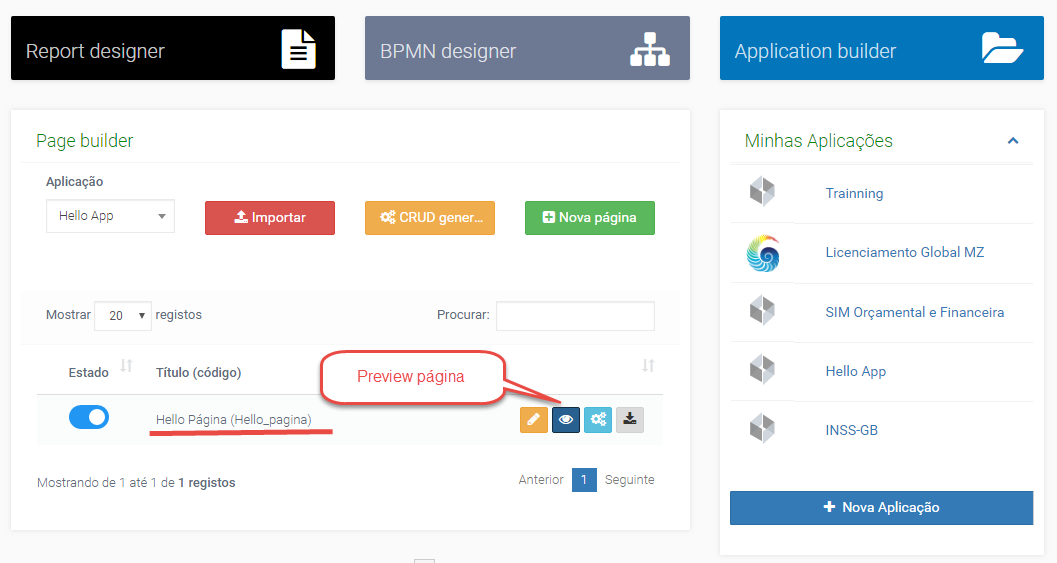 Report designer
BPMN designer
Application builder
Page builder
Aplicação
Hello App
Importar
CRUD gener...
Nova página
Mostrar 20 registos
Procurar:
Estado
Título (código)
Preview página
Hello Página (Hello_pagina)
Mostrando de 1 até 1 de 1 registos
Anterior 1 Seguinte
Minhas Aplicações
Trainning
Licenciamento Global MZ
SIM Orçamental e Financeira
Hello App
INSS-GB
Nova Aplicação